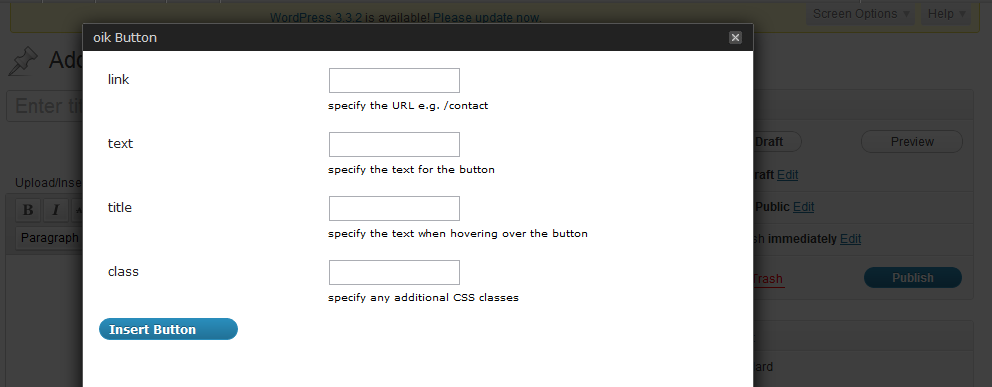 WordPress 3.3.2 is available! Please update now.
Screen Options
Help
oik Button
Add
Enter tit
link
specify the URL e.g. /contact
text
specify the text for the button
Draft
Preview
Upload/Inse
raft Edit
B I
title
specify the text when hovering over the button
Public Edit
Paragraph
sh immediately Edit
class
specify any additional CSS classes
Trash
Publish
Insert Button
ard